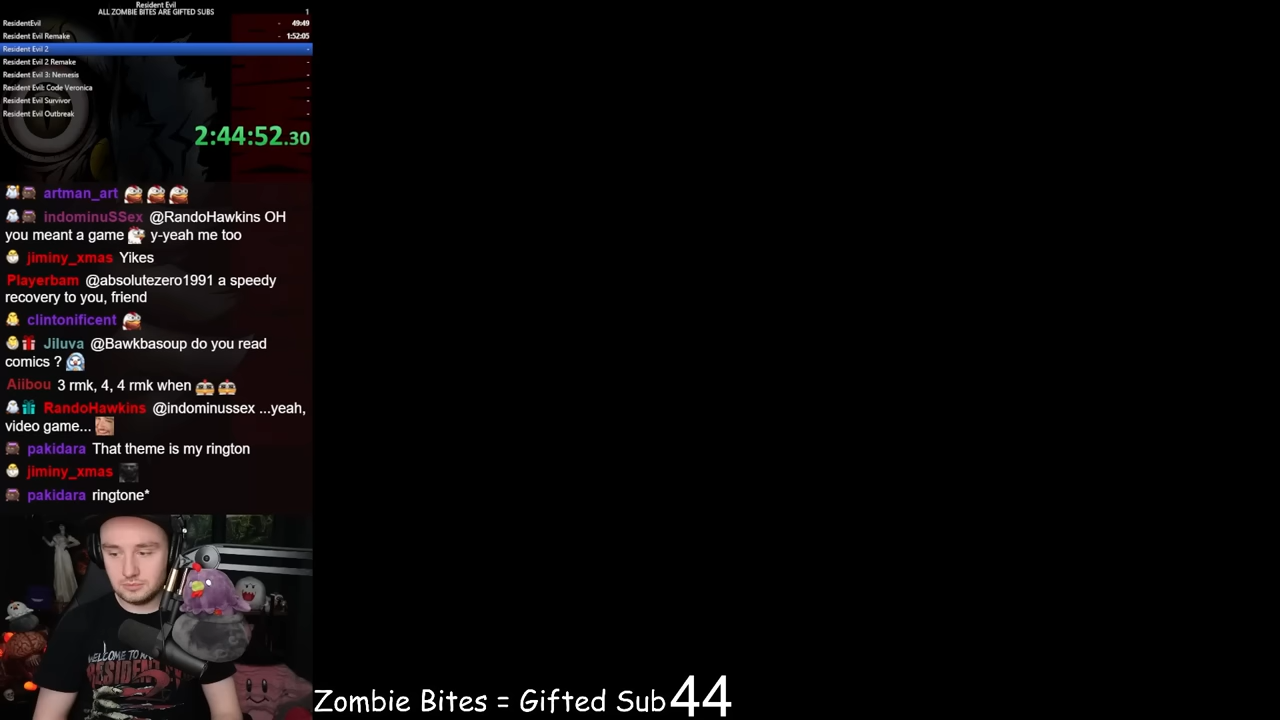 Resident Evil
ALL ZOMBIE BITES ARE GIFTED SUBS 1
ResidentEvil - 49:49
Resident Evil Remake - 1:52:05
Resident Evil 2 -
Resident Evil 2 Remake -
Resident Evil 3: Nemesis -
Resident Evil: Code Veronica -
Resident Evil Survivor -
Resident Evil Outbreak -
2:44:52.30
artman_art
indominuSSex @RandoHawkins OH
you meant a game y-yeah me too
jiminy_xmas Yikes
Playerbam @absolutezero1991 a speedy
recovery to you, friend
clintonificent
Jiluva @Bawkbasoup do you read
comics ?
Aiibou 3 rmk, 4, 4 rmk when
RandoHawkins @indominussex ...yeah,
video game...
pakidara That theme is my rington
jiminy_xmas
pakidara ringtone*
WELCOME TO
RESIDENT
Zombie Bites = Gifted Sub 44